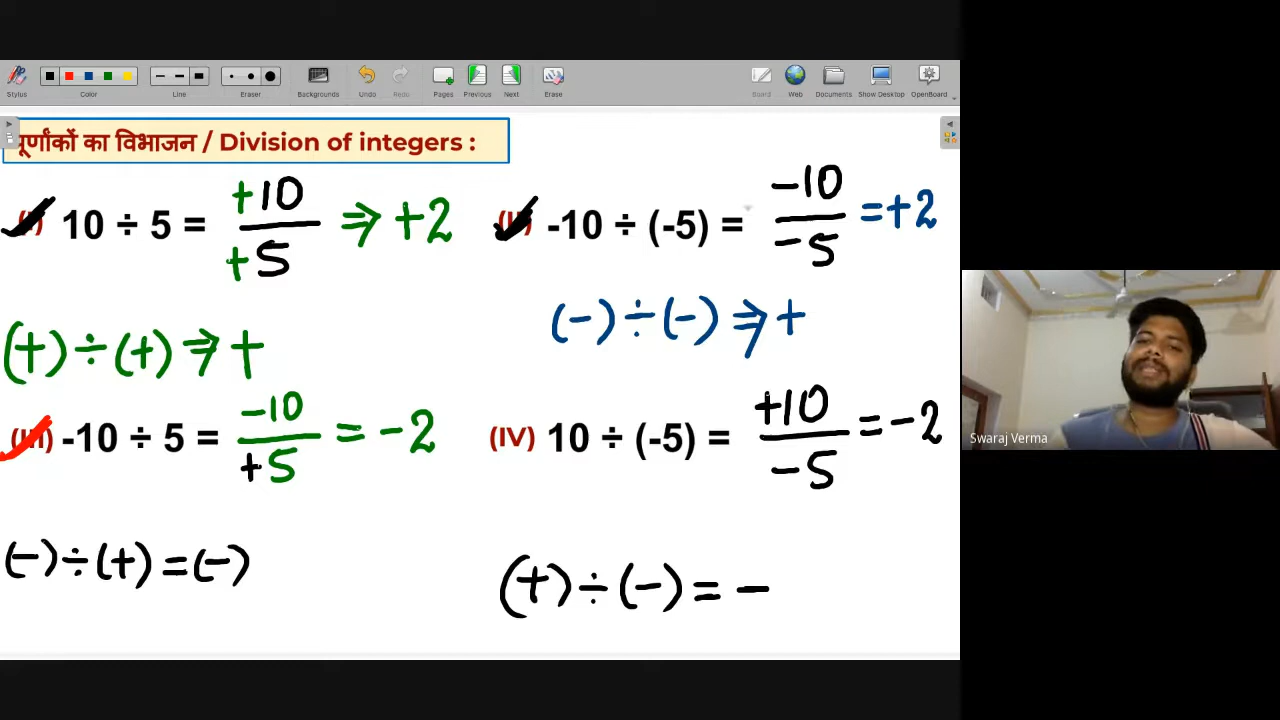 Stylus Color Line Eraser Backgrounds Undo Redo Pages Previous Next Erase Board Web Documents Show Desktop OpenBoard
पूर्णांकों का विभाजन / Division of integers :
(I) 10 ÷ 5 = +10/+5 ⇒ +2
(II) -10 ÷ (-5) = -10/-5 = +2
(+) ÷ (+) ⇒ +
(-) ÷ (-) ⇒ +
(III) -10 ÷ 5 = -10/+5 = -2
(IV) 10 ÷ (-5) = +10/-5 = -2
(-) ÷ (+) = (-)
(+) ÷ (-) = -
Swaraj Verma